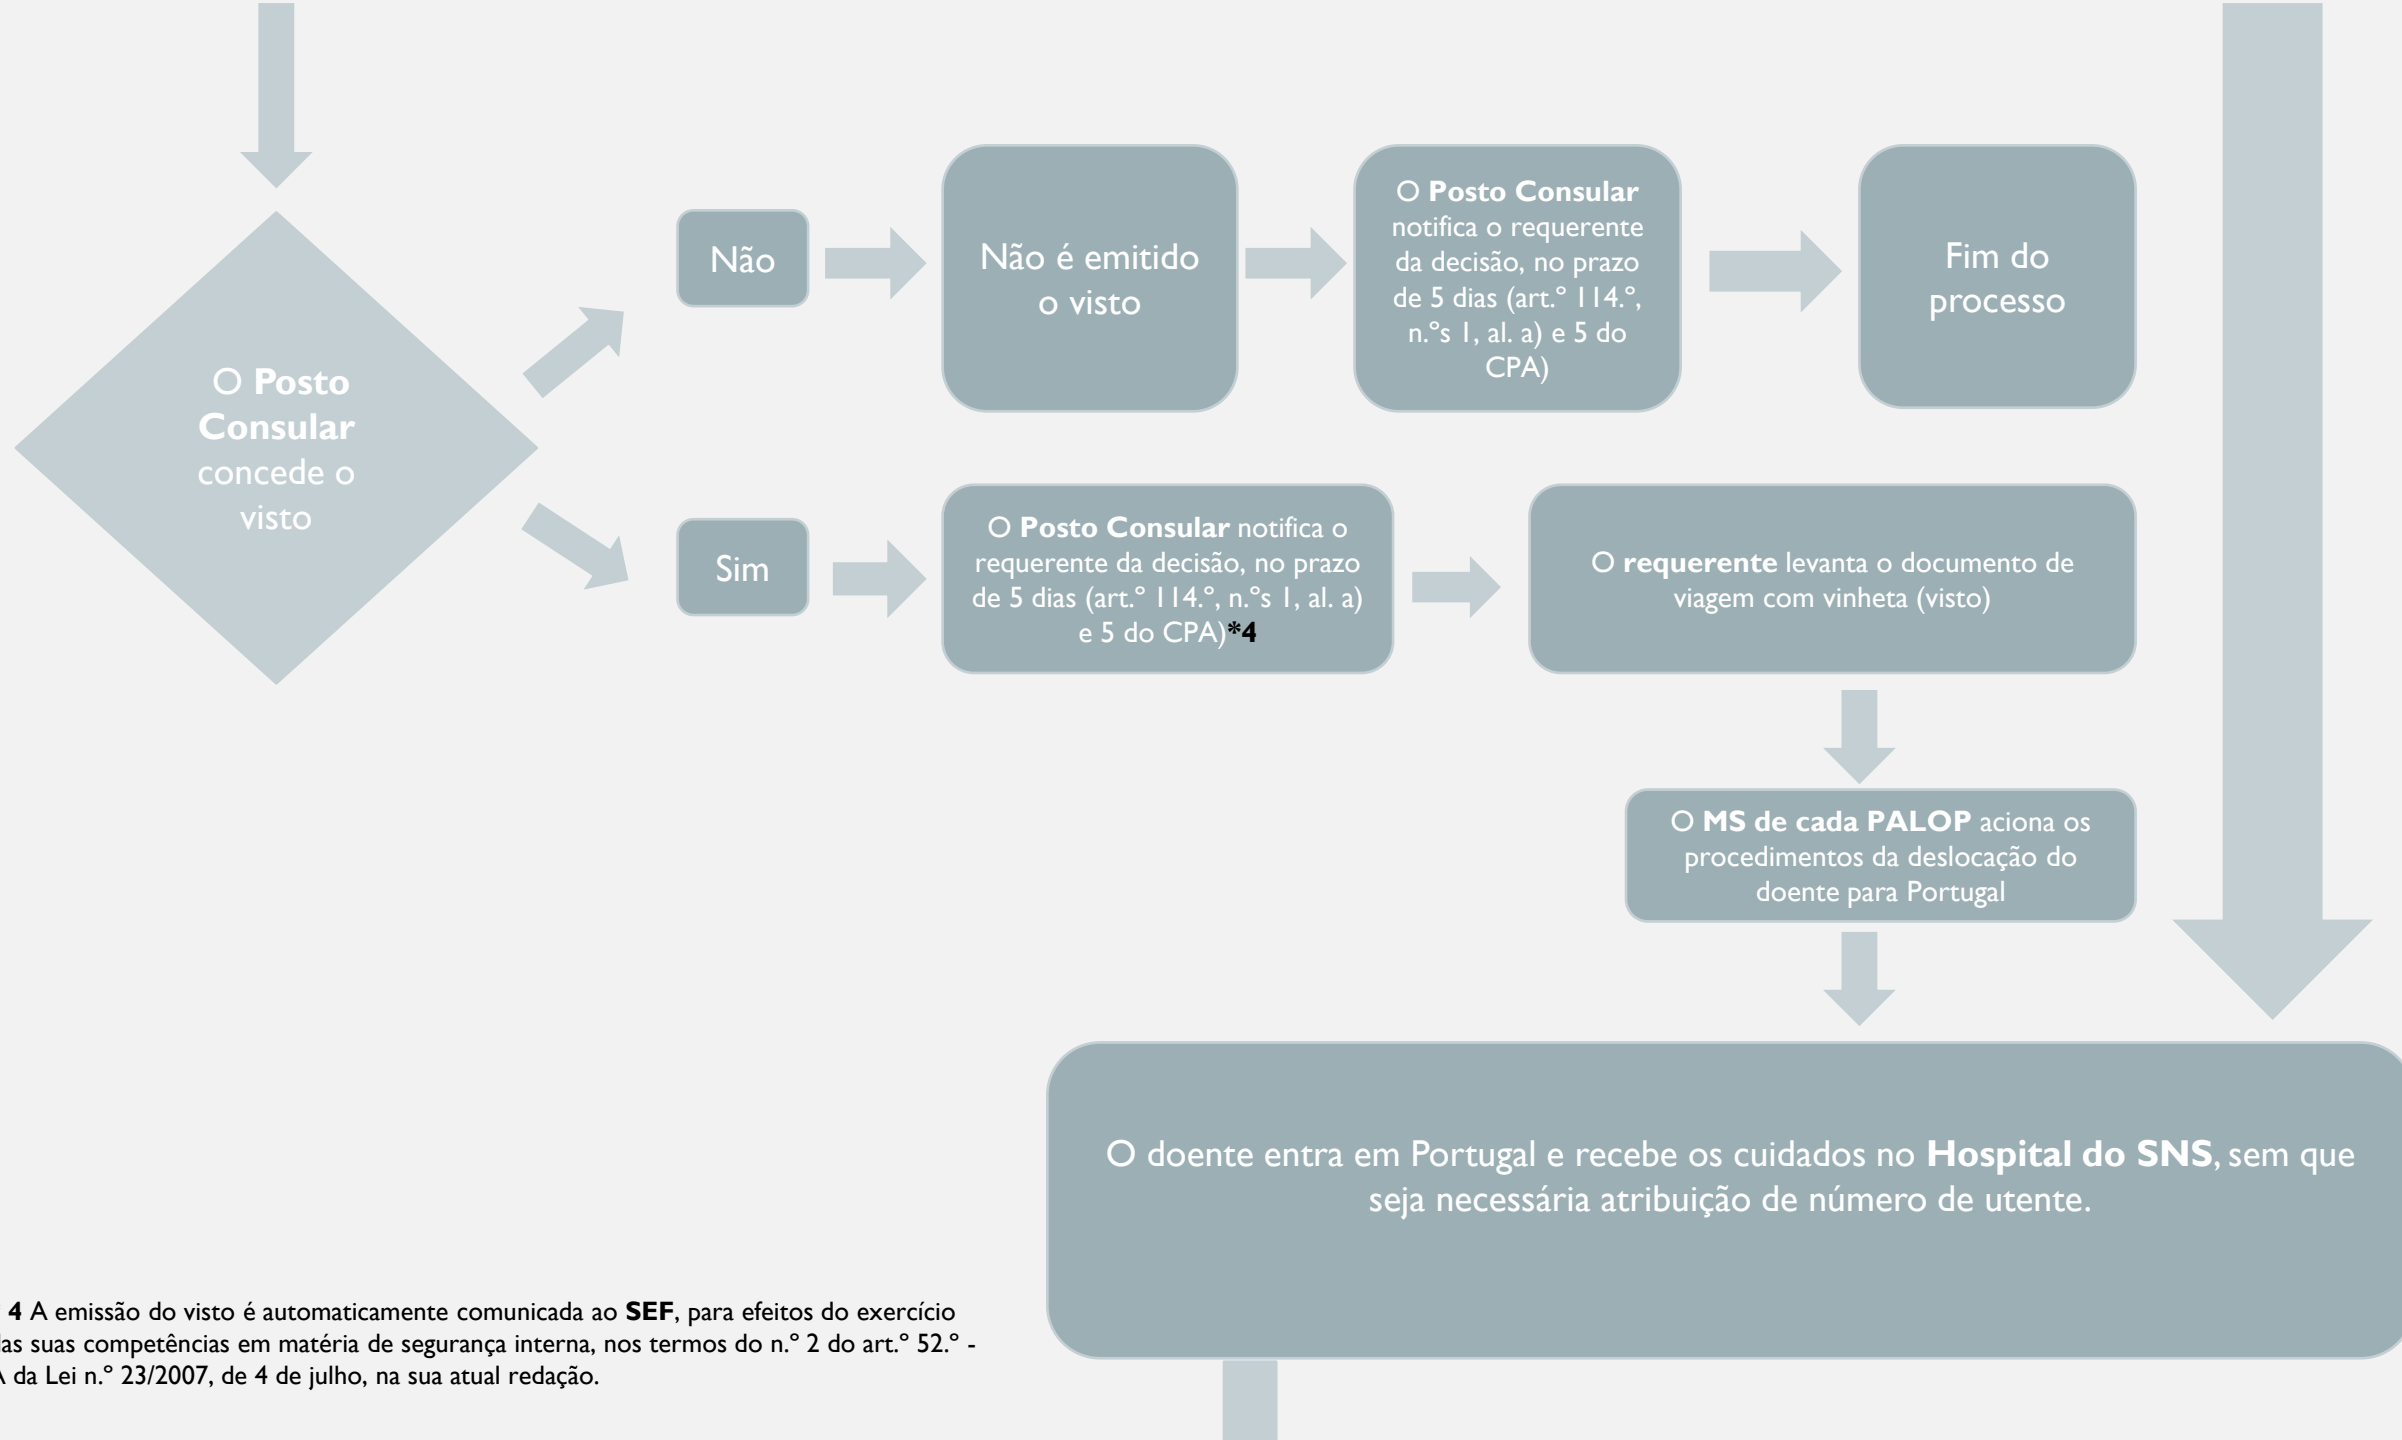 O Posto
Consular
concede o
visto
Não
Não é emitido
o visto
O Posto Consular
notifica o requerente
da decisão, no prazo
de 5 dias (art.º 114.º,
n.ºs 1, al. a) e 5 do
CPA)
Fim do
processo
Sim
O Posto Consular notifica o
requerente da decisão, no prazo
de 5 dias (art.º 114.º, n.ºs 1, al. a)
e 5 do CPA)*4
O requerente levanta o documento de
viagem com vinheta (visto)
O MS de cada PALOP aciona os
procedimentos da deslocação do
doente para Portugal
O doente entra em Portugal e recebe os cuidados no Hospital do SNS, sem que
seja necessária atribuição de número de utente.
4 A emissão do visto é automaticamente comunicada ao SEF, para efeitos do exercício
das suas competências em matéria de segurança interna, nos termos do n.º 2 do art.º 52.º -
A da Lei n.º 23/2007, de 4 de julho, na sua atual redação.